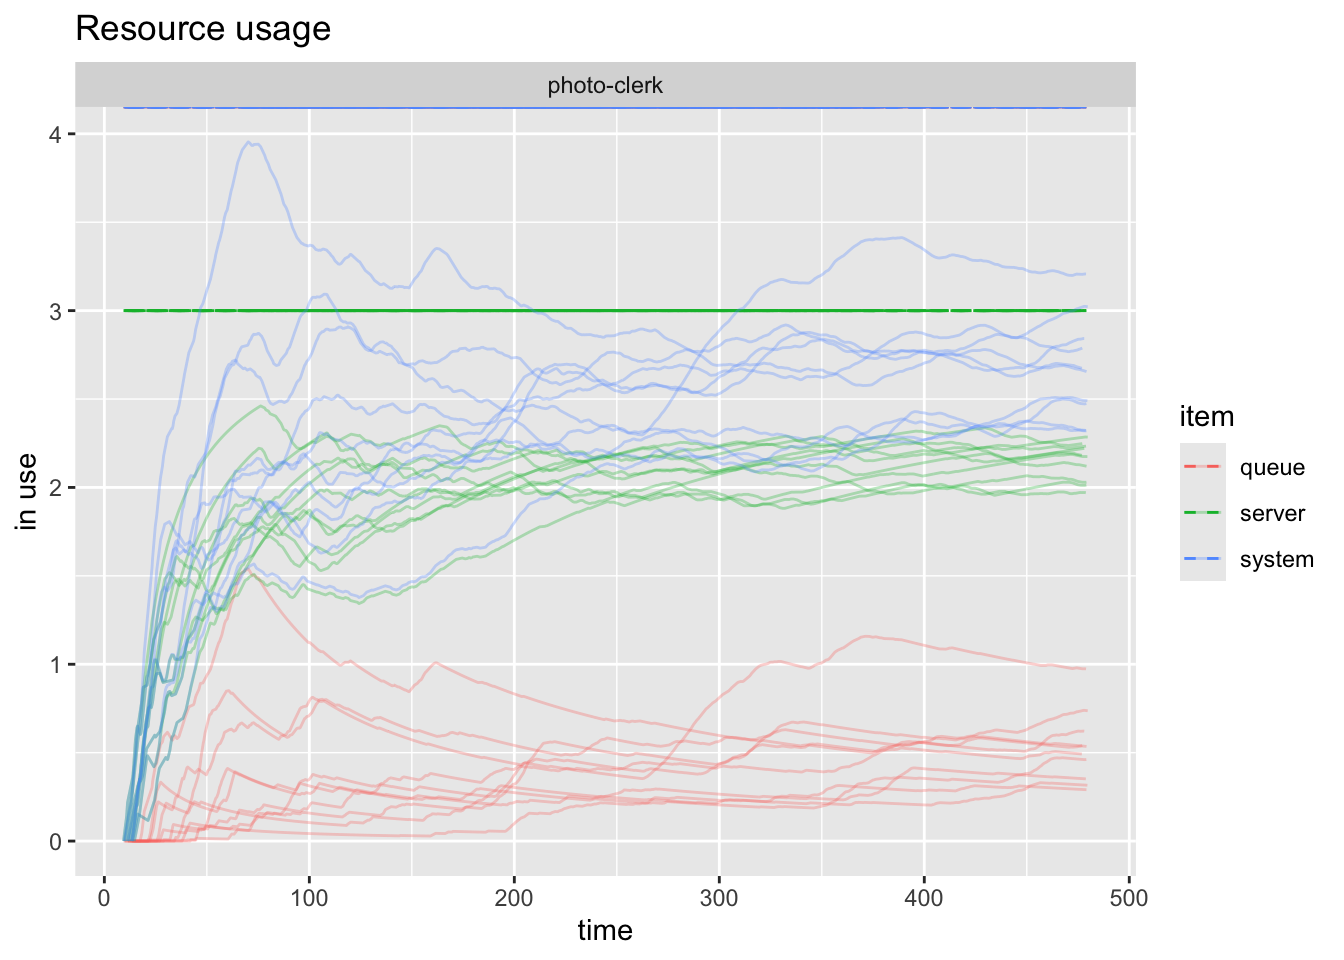 Resource usage
photo-clerk
in use
4
3
2
1
0
0 100 200 300 400 500
time
item
queue
server
system